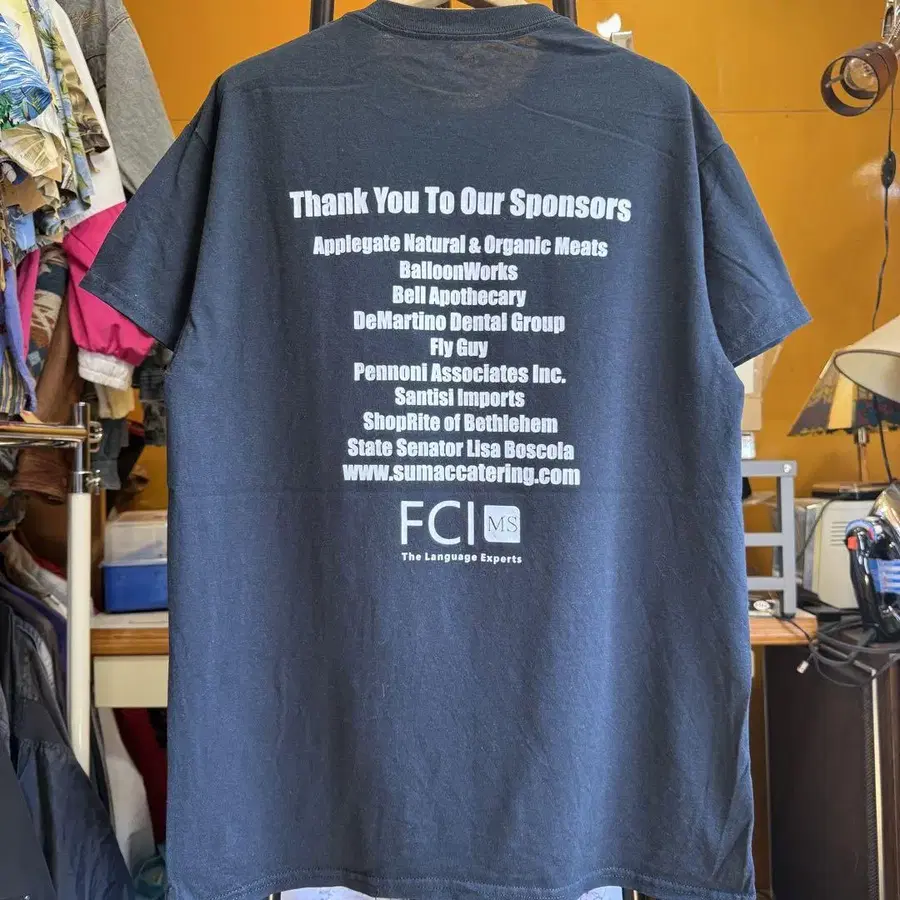 Thank You To Our Sponsors
Applegate Natural & Organic Meats
BalloonWorks
Bell Apothecary
DeMartino Dental Group
Fly Guy
Pennoni Associates Inc.
Santisi Imports
ShopRite of Bethlehem
State Senator Lisa Boscola
www.sumaccatering.com
FCI MS
The Language Experts